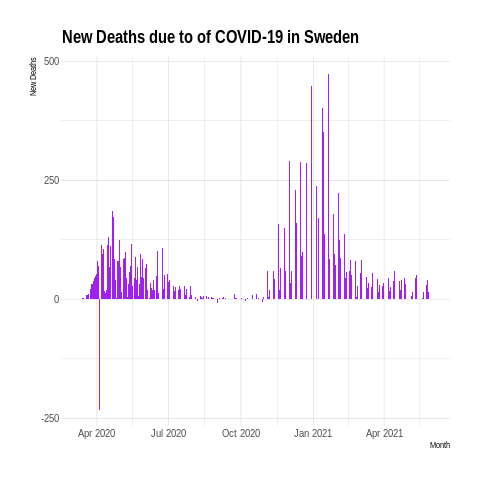 New Deaths due to of COVID-19 in Sweden
New Deaths
500
250
0
-250
Apr 2020 Jul 2020 Oct 2020 Jan 2021 Apr 2021
Month